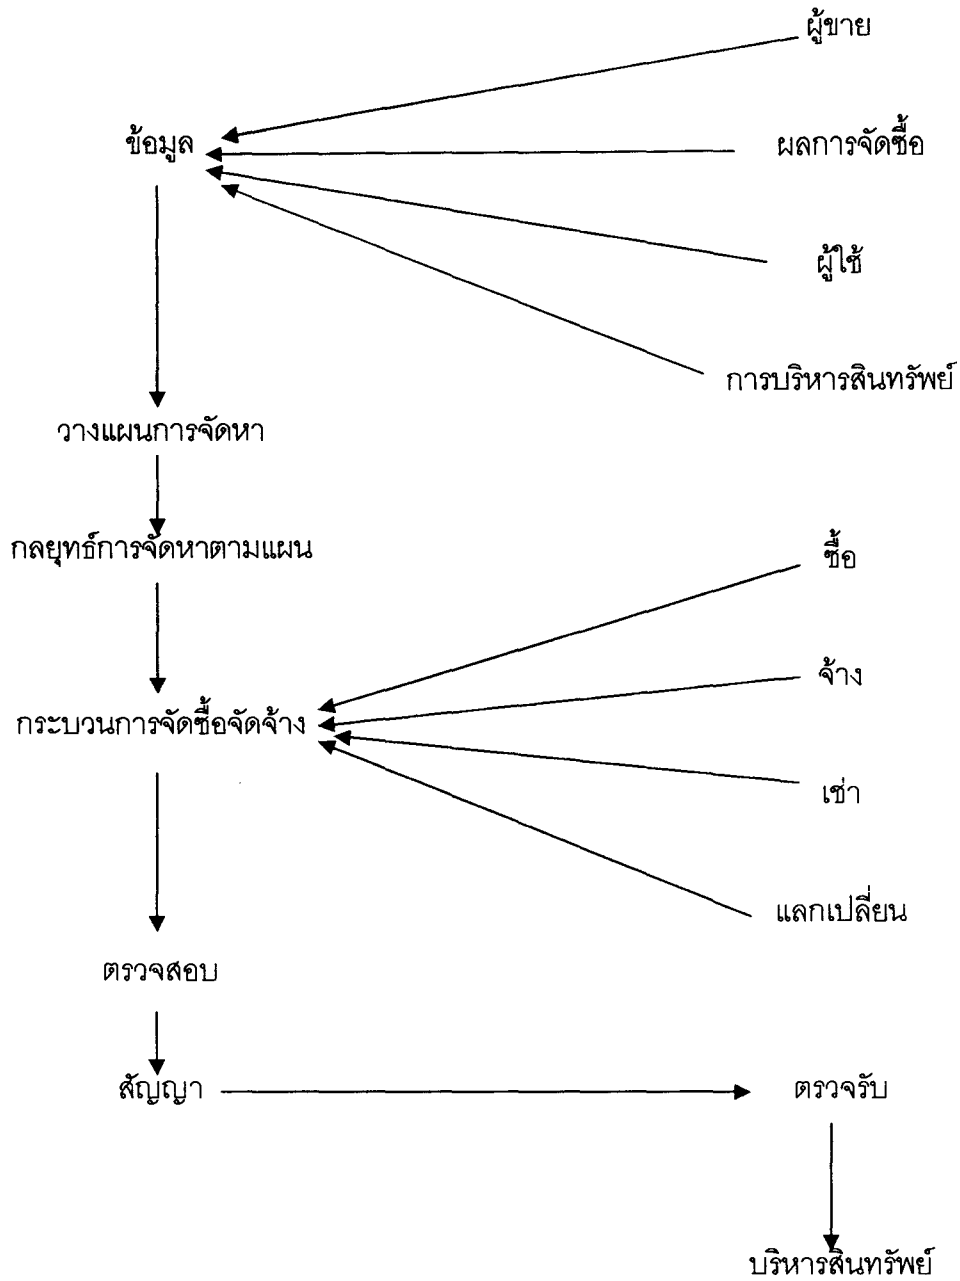 ผู้ขาย
ข้อมูล
ผลการจัดซื้อ
ผู้ใช้
การบริหารสินทรัพย์
วางแผนการจัดหา
กลยุทธ์การจัดหาตามแผน
ซื้อ
จ้าง
กระบวนการจัดซื้อจัดจ้าง
เช่า
แลกเปลี่ยน
ตรวจสอบ
สัญญา
ตรวจรับ
บริหารสินทรัพย์